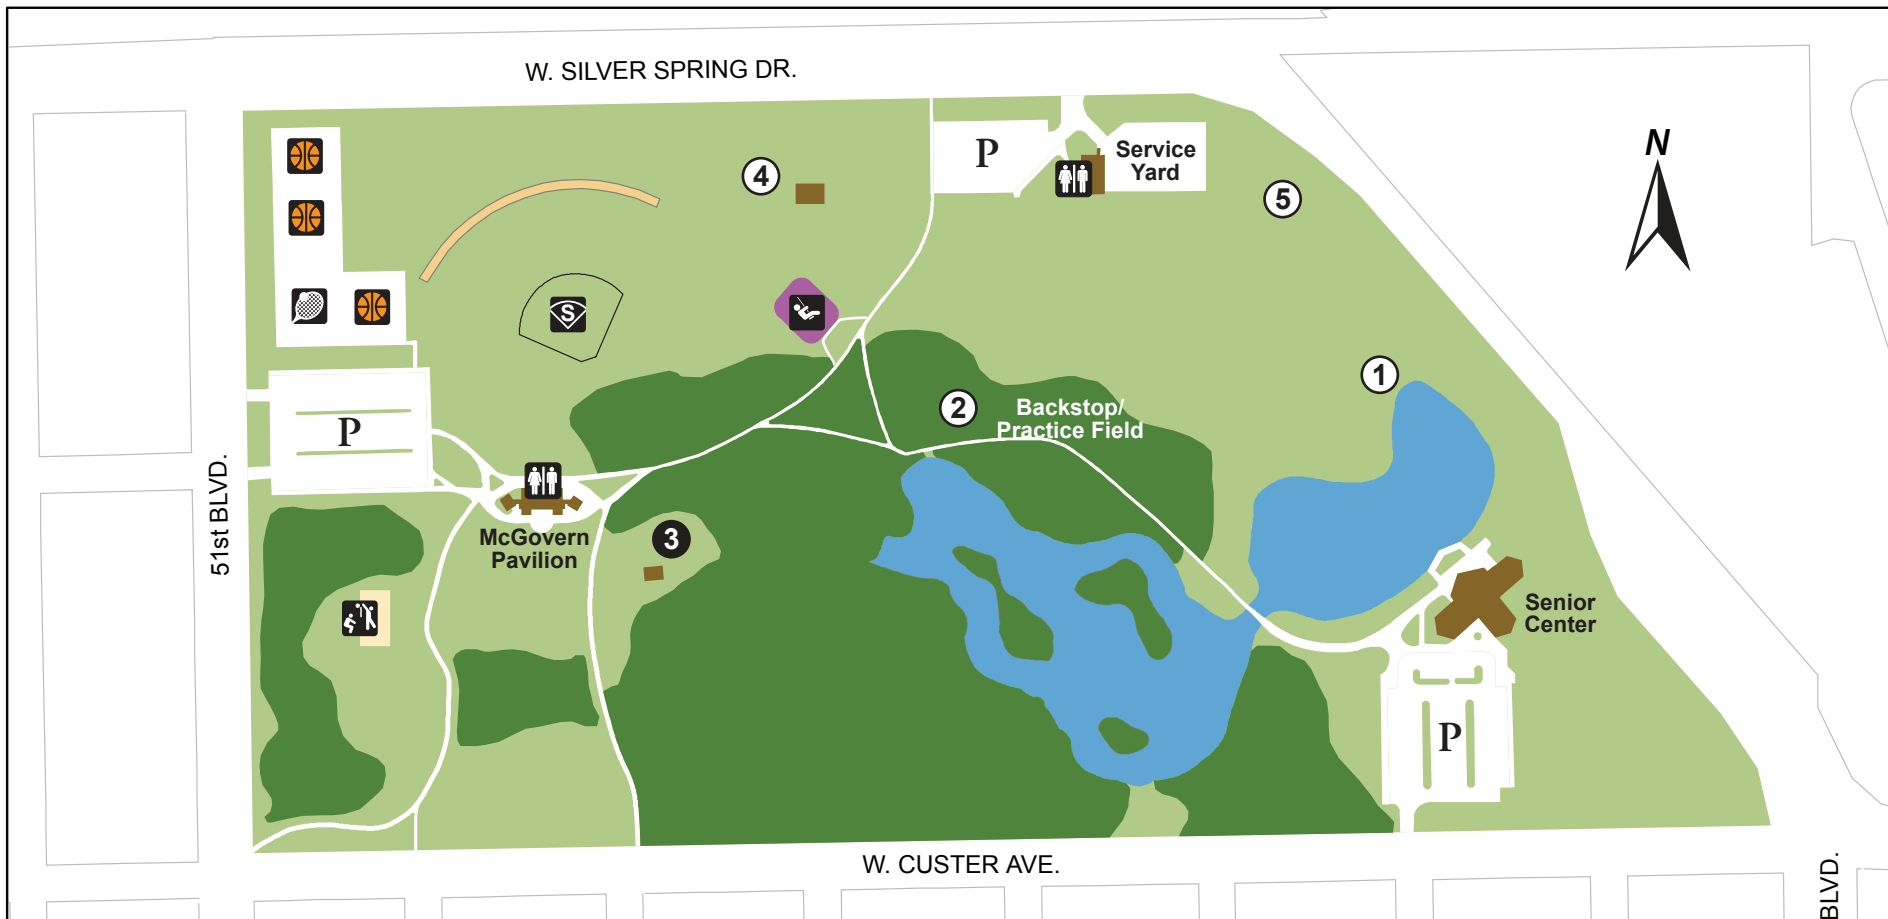 W. SILVER SPRING DR.
N
P
Service
Yard
4
5
S
1
2
Backstop/
Practice Field
P
51st BLVD.
McGovern
Pavilion
3
Senior
Center
P
W. CUSTER AVE.
BLVD.